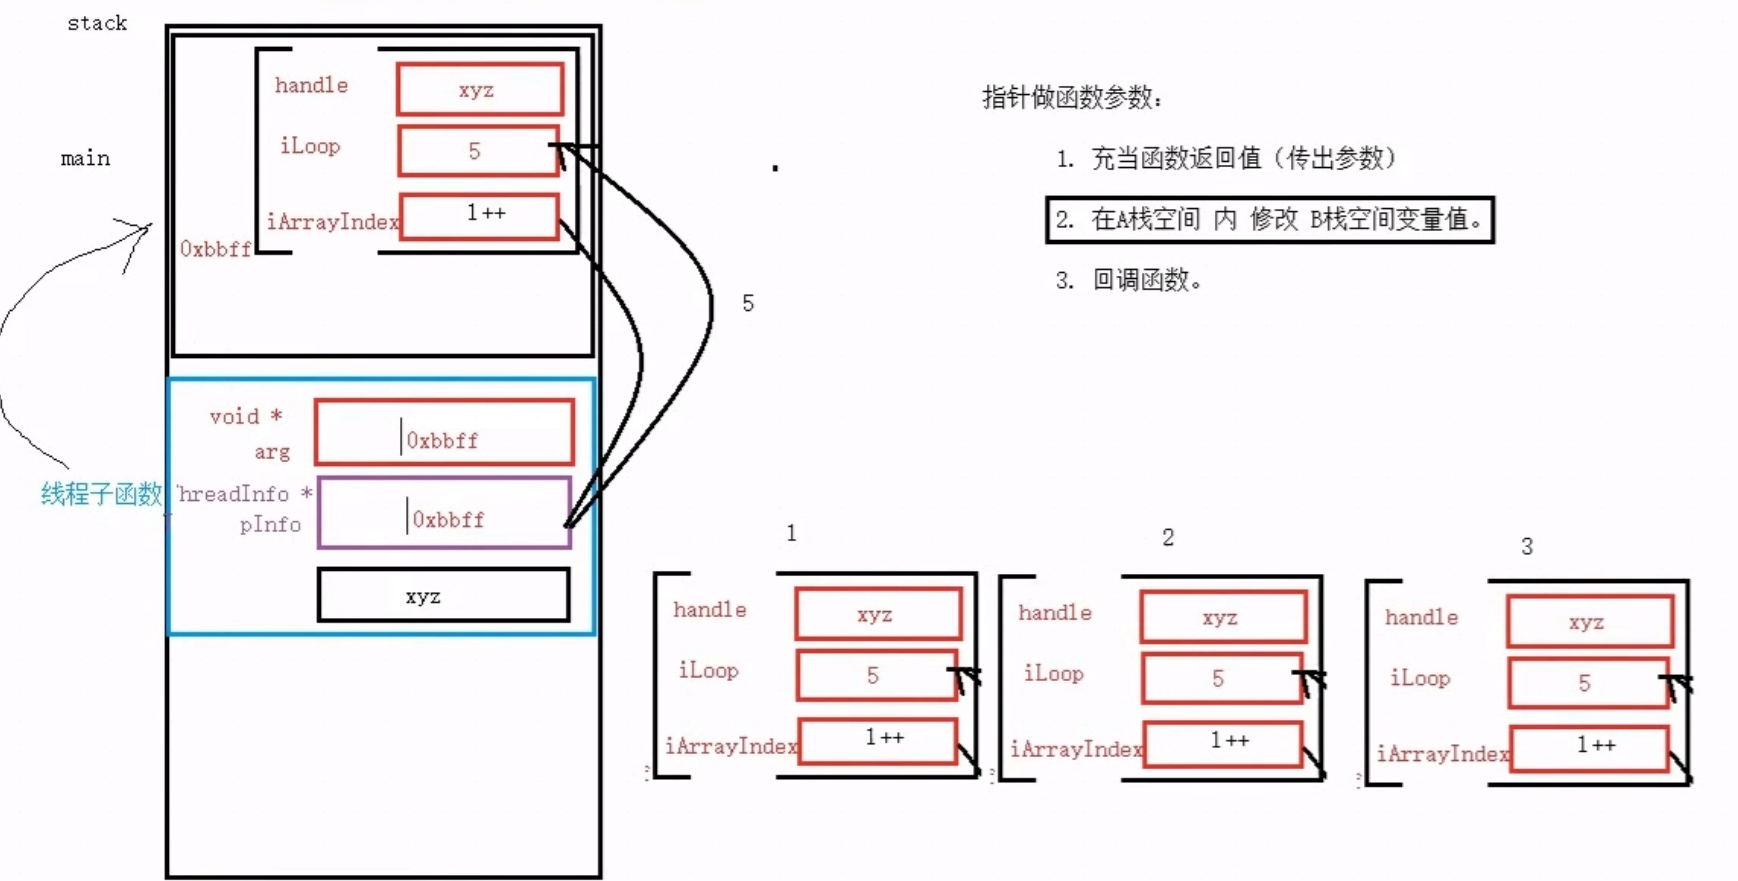 stack
handle
xyz
iLoop
5
main
iArrayIndex
1++
0xbbff
5
指针做函数参数：
1. 充当函数返回值（传出参数）
2. 在A栈空间 内 修改 B栈空间变量值。
3. 回调函数。
void *
arg
0xbbff
线程子函数
hreadInfo *
pInfo
0xbbff
xyz
1
handle
xyz
iLoop
5
iArrayIndex
1++
2
handle
xyz
iLoop
5
iArrayIndex
1++
3
handle
xyz
iLoop
5
iArrayIndex
1++